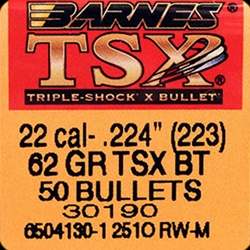 BARNES®
TSX®
TRIPLE-SHOCK® X BULLET®
22 cal- .224" (223)
62 GR TSX BT
50 BULLETS
30190
6504130-1 2510 RW-M